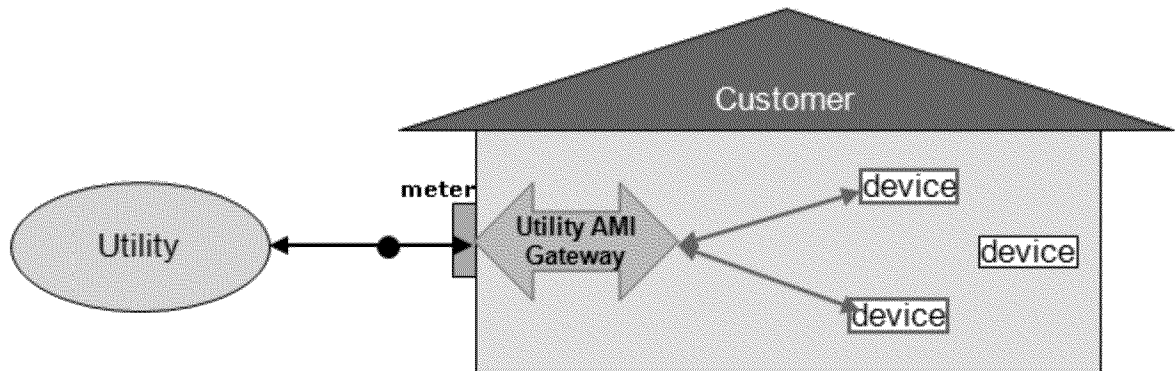 Customer
meter
Utility
Utility AMI
Gateway
device
device
device